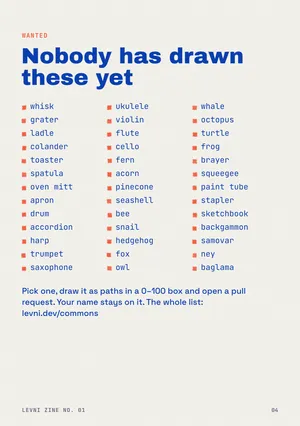 WANTED
Nobody has drawn
these yet
whisk
grater
ladle
colander
toaster
spatula
oven mitt
apron
drum
accordion
harp
trumpet
saxophone
ukulele
violin
flute
cello
fern
acorn
pinecone
seashell
bee
snail
hedgehog
fox
owl
whale
octopus
turtle
frog
brayer
squeegee
paint tube
stapler
sketchbook
backgammon
samovar
ney
baglama
Pick one, draw it as paths in a 0–100 box and open a pull
request. Your name stays on it. The whole list:
levni.dev/commons
LEVNI ZINE NO. 01
04